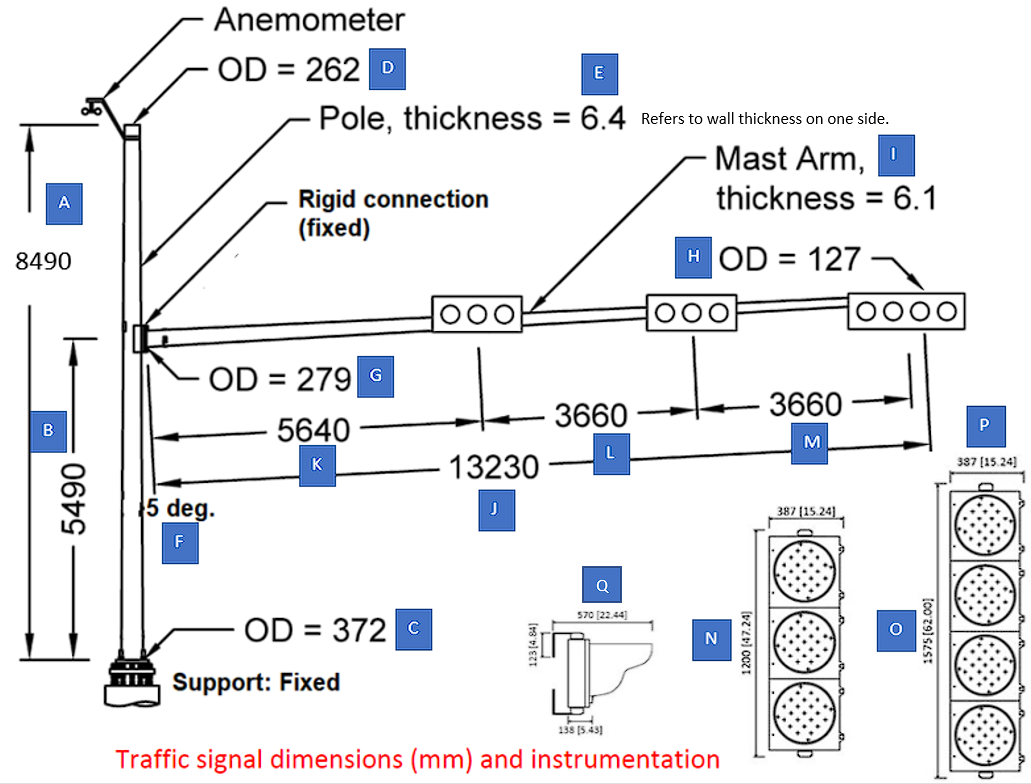 Anemometer
OD = 262 D
E
Pole, thickness = 6.4 Refers to wall thickness on one side.
Mast Arm, I
thickness = 6.1
A
Rigid connection
(fixed)
8490
H OD = 127
OD = 279 G
B
5640
3660
3660
K
13230
L
M
P
5490
J
387 [15.24]
5 deg.
F
387 [15.24]
Q
570 [22.44]
OD = 372 C
123 [4.84]
N
1200 [47.24]
O
1575 [62.00]
Support: Fixed
138 [5.43]
Traffic signal dimensions (mm) and instrumentation